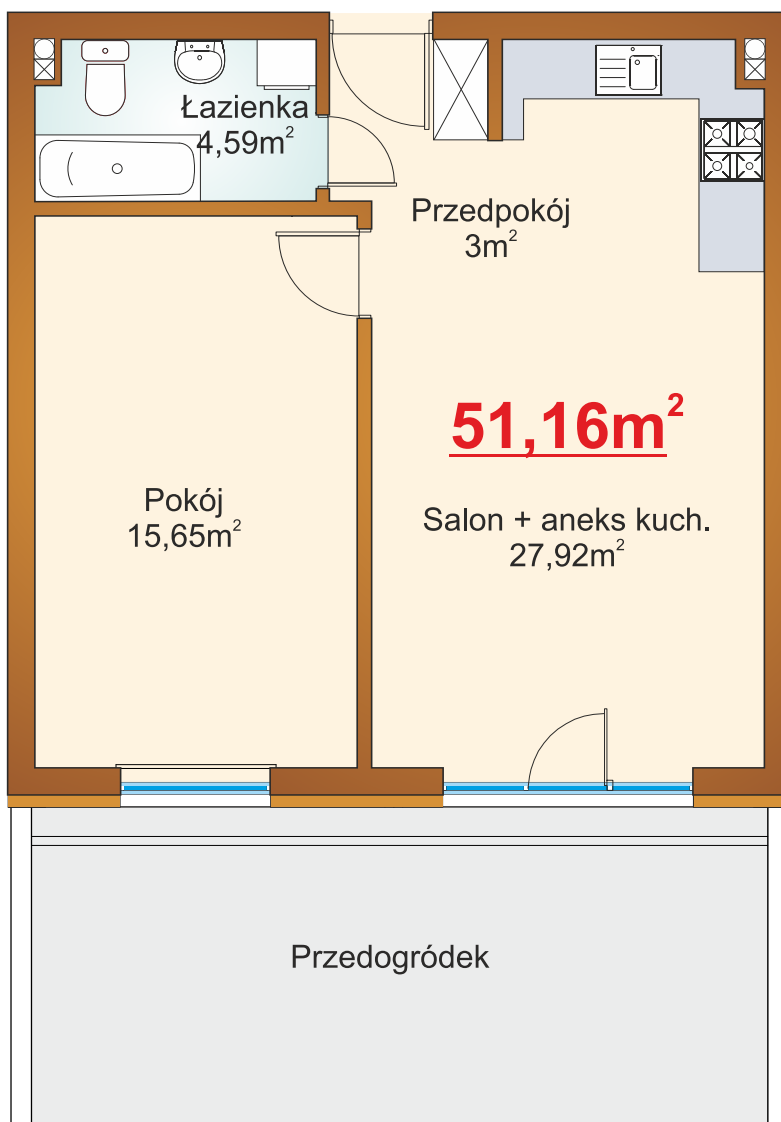 Łazienka
4,59m²
Przedpokój
3m²
51,16m²
Pokój
15,65m²
Salon + aneks kuch.
27,92m²
Przedogródek